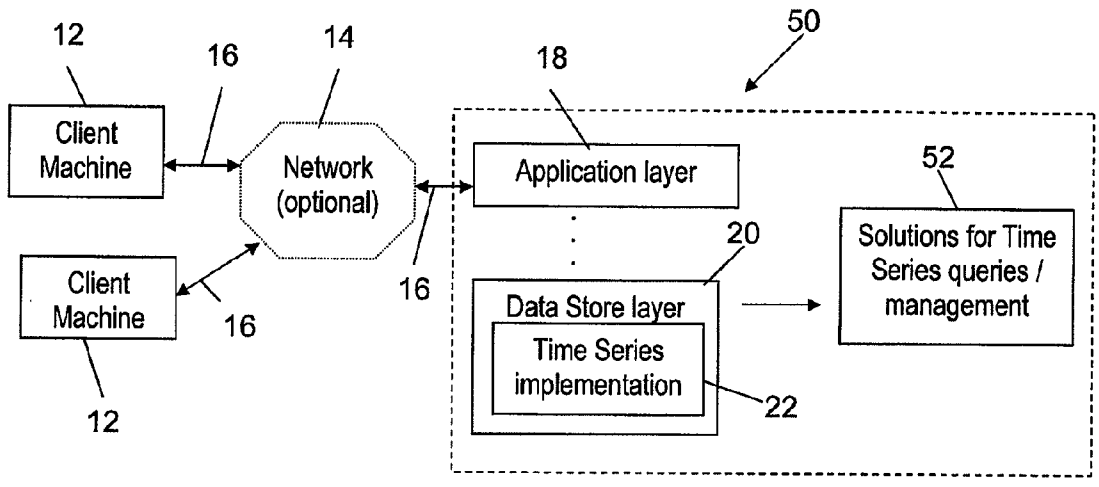 50
12
16
14
18
Client
Machine
Network
(optional)
Application layer
52
16
20
Solutions for Time
Series queries /
management
Client
Machine
16
Data Store layer
Time Series
implementation
22
12